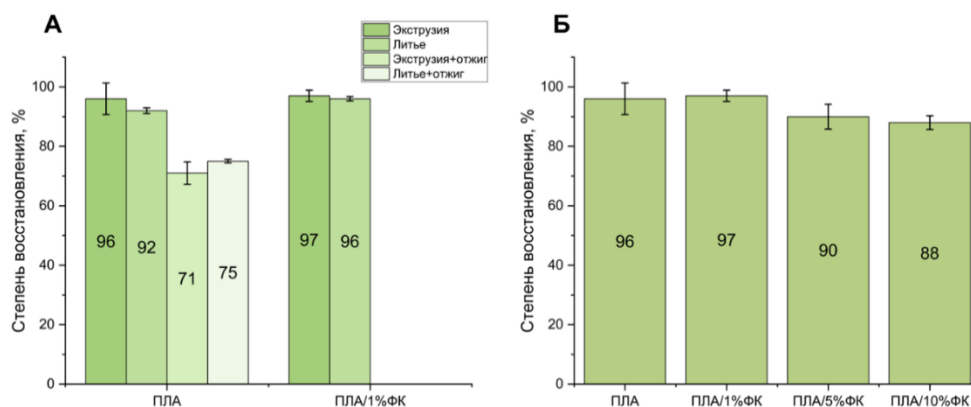 А
Экструзия
Литье
Экструзия+отжиг
Литье+отжиг
Степень восстановления, %
100
80
60
40
20
0
96
92
71
75
97
96
ПЛА
ПЛА/1%ФК
Б
Степень восстановления, %
100
80
60
40
20
0
96
97
90
88
ПЛА
ПЛА/1%ФК
ПЛА/5%ФК
ПЛА/10%ФК